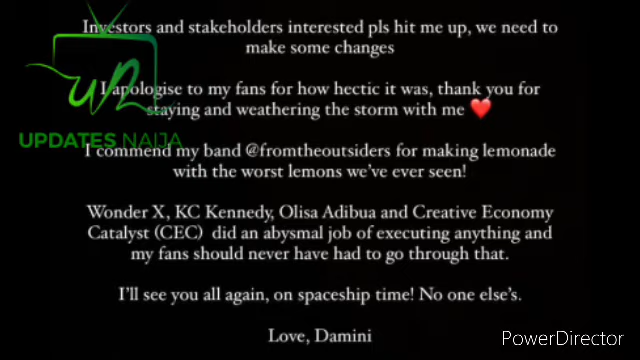 Investors and stakeholders interested pls hit me up, we need to
make some changes
I apologise to my fans for how hectic it was, thank you for
staying and weathering the storm with me ❤️
UPDATES NAIJA
I commend my band @fromtheoutsiders for making lemonade
with the worst lemons we've ever seen!
Wonder X, KC Kennedy, Olisa Adibua and Creative Economy
Catalyst (CEC) did an abysmal job of executing anything and
my fans should never have had to go through that.
I'll see you all again, on spaceship time! No one else's.
Love, Damini
PowerDirector